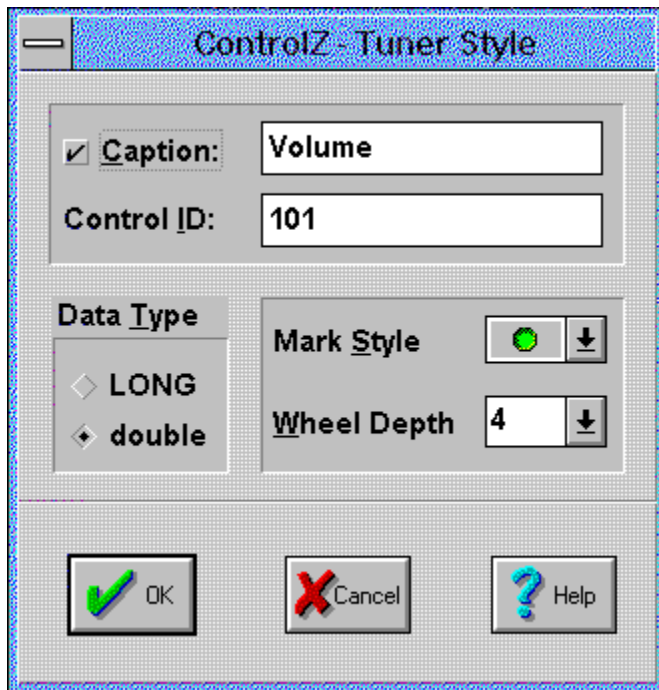 ControlZ - Tuner Style
Caption: Volume
Control ID: 101
Data Type
LONG
double
Mark Style
Wheel Depth 4
OK Cancel Help